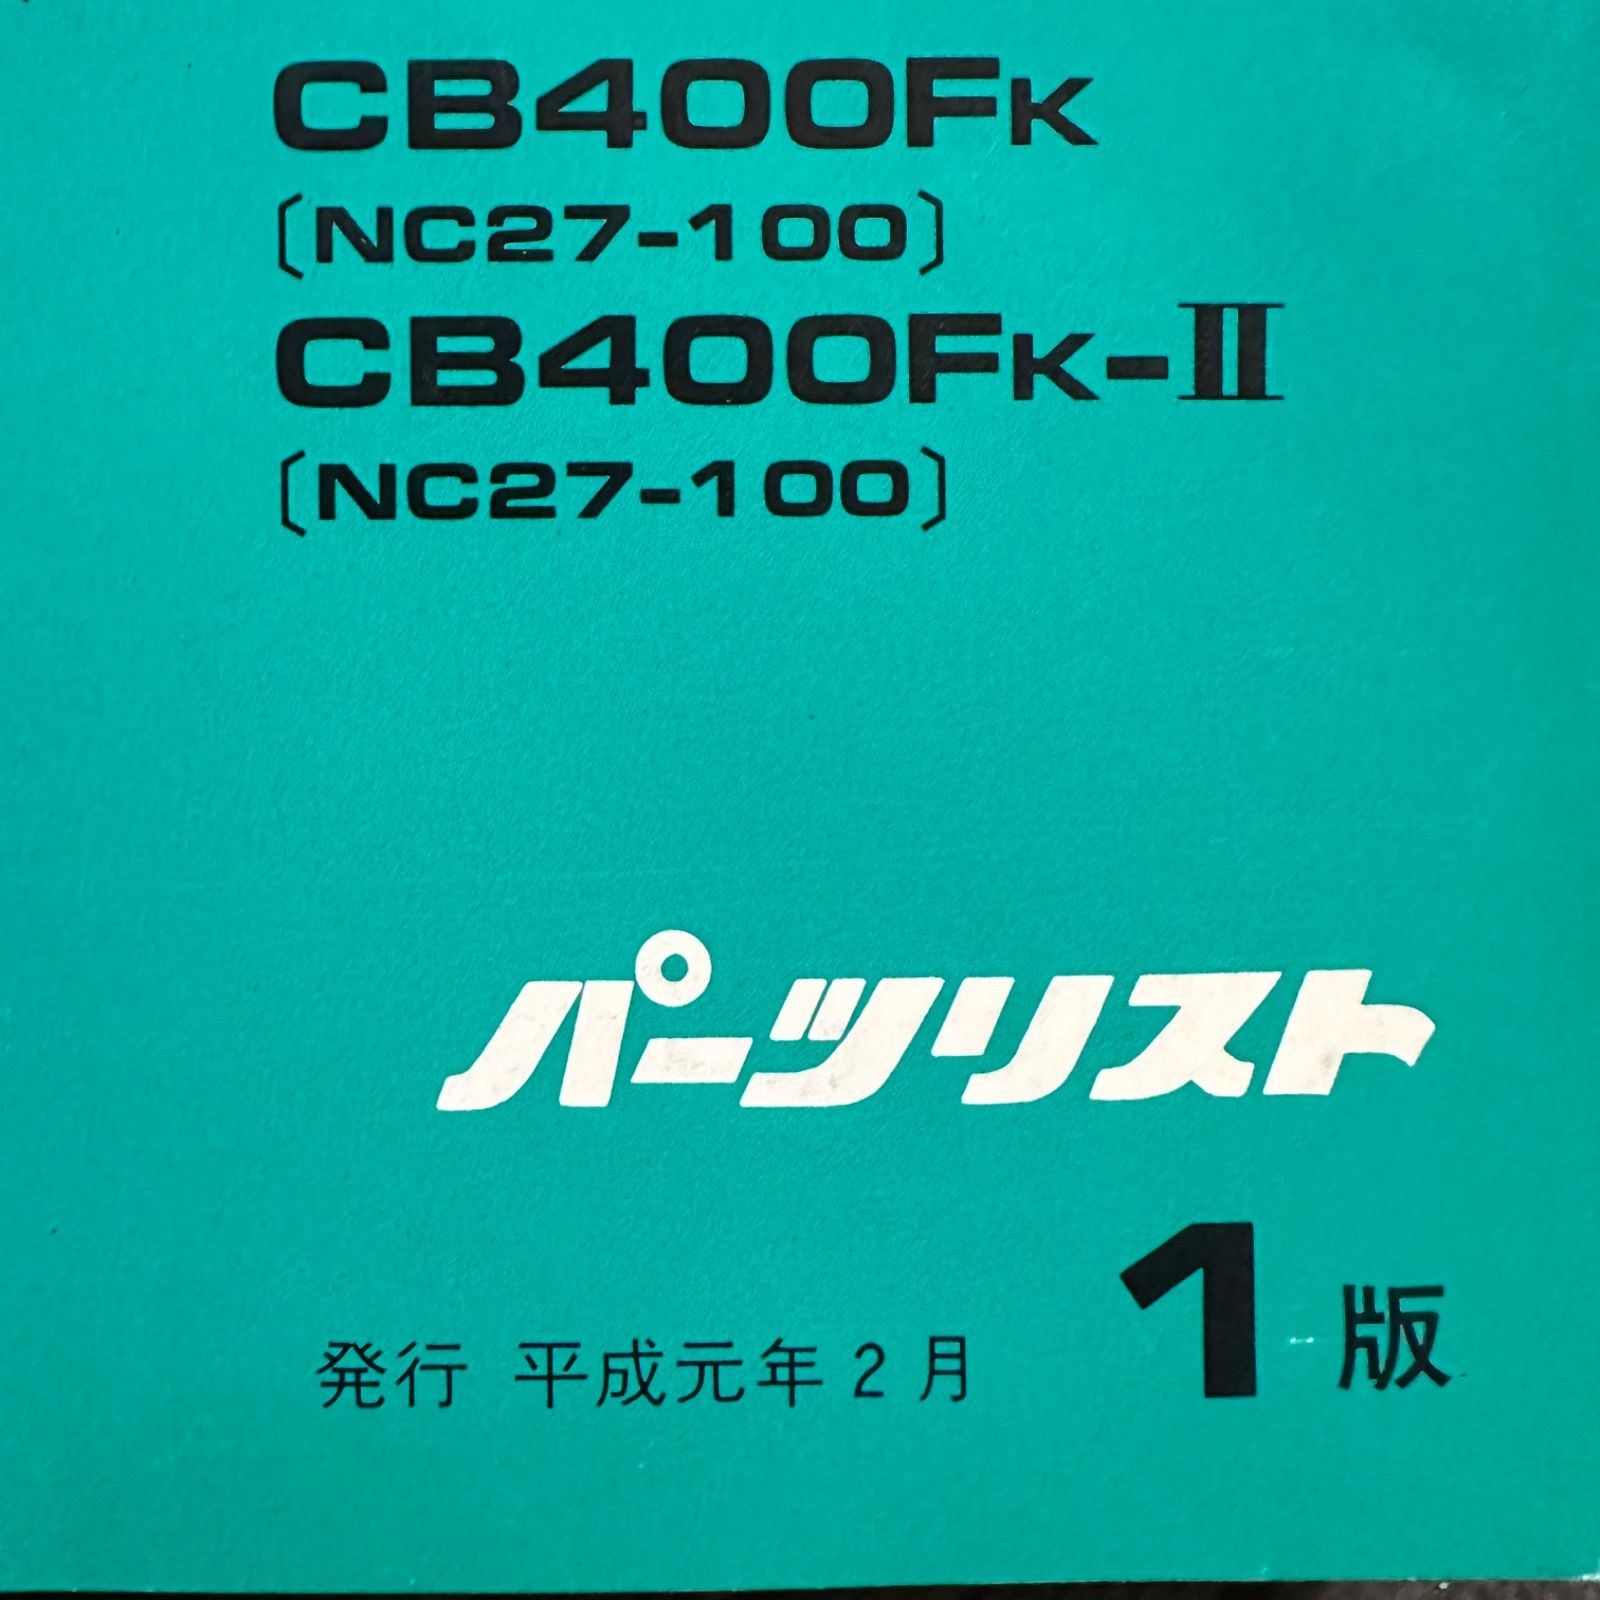 CB400FK
〔NC27-100〕
CB400FK-II
〔NC27-100〕
パーツリスト
1版
発行 平成元年2月